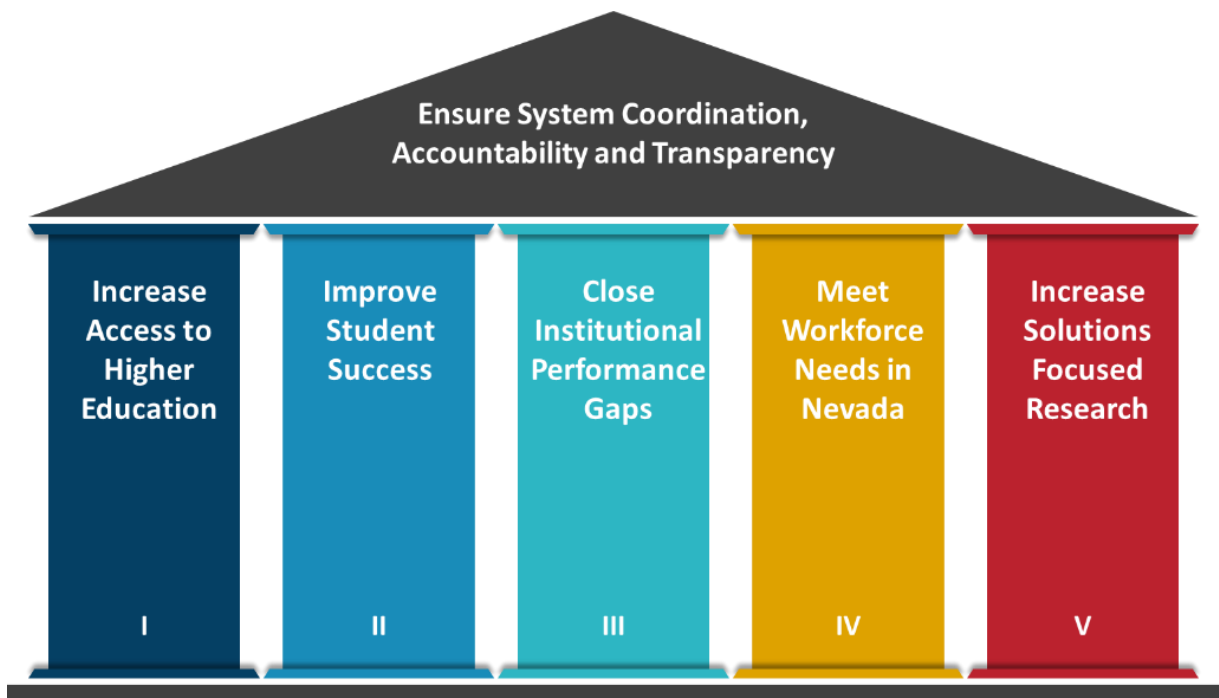 Ensure System Coordination,
Accountability and Transparency
Increase
Access to
Higher
Education
I
Improve
Student
Success
II
Close
Institutional
Performance
Gaps
III
Meet
Workforce
Needs in
Nevada
IV
Increase
Solutions
Focused
Research
V